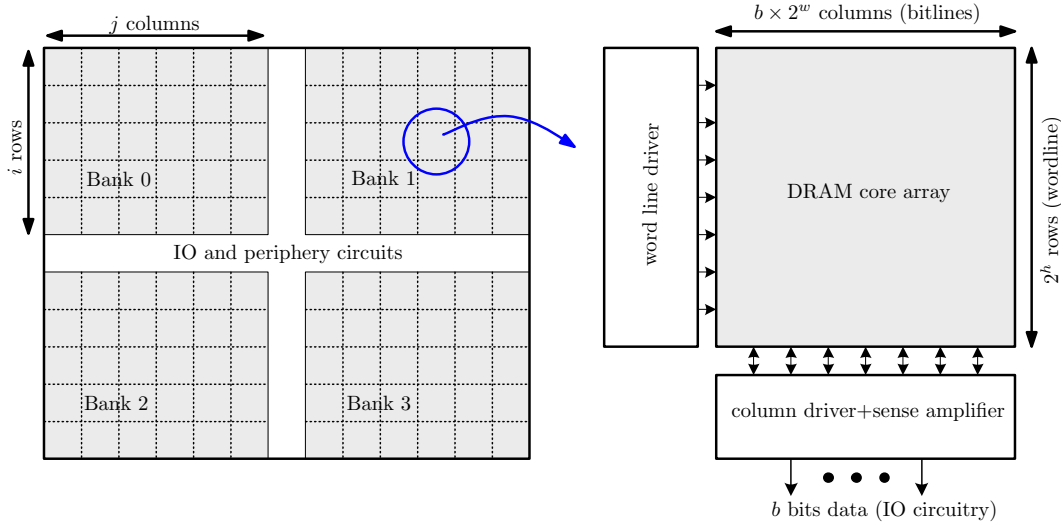 j columns
i rows
Bank 0
Bank 1
IO and periphery circuits
Bank 2
Bank 3
b × 2^w columns (bitlines)
word line driver
DRAM core array
2^h rows (wordline)
column driver+sense amplifier
b bits data (IO circuitry)